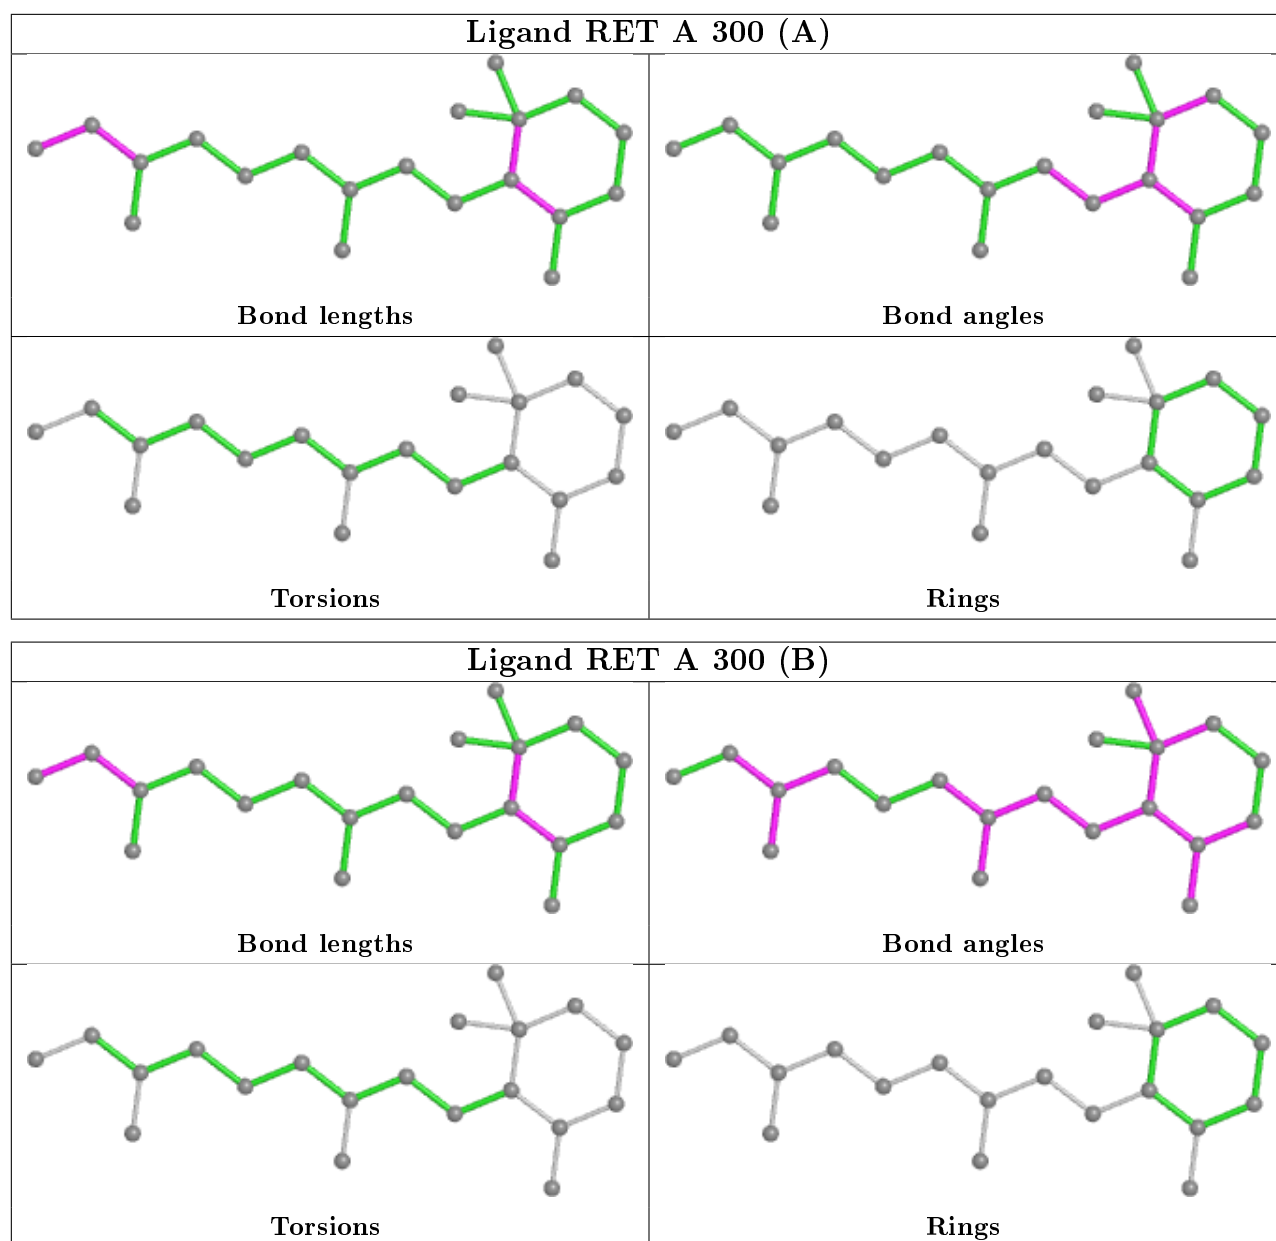 Ligand RET A 300 (A)
Bond lengths
Bond angles
Torsions
Rings
Ligand RET A 300 (B)
Bond lengths
Bond angles
Torsions
Rings